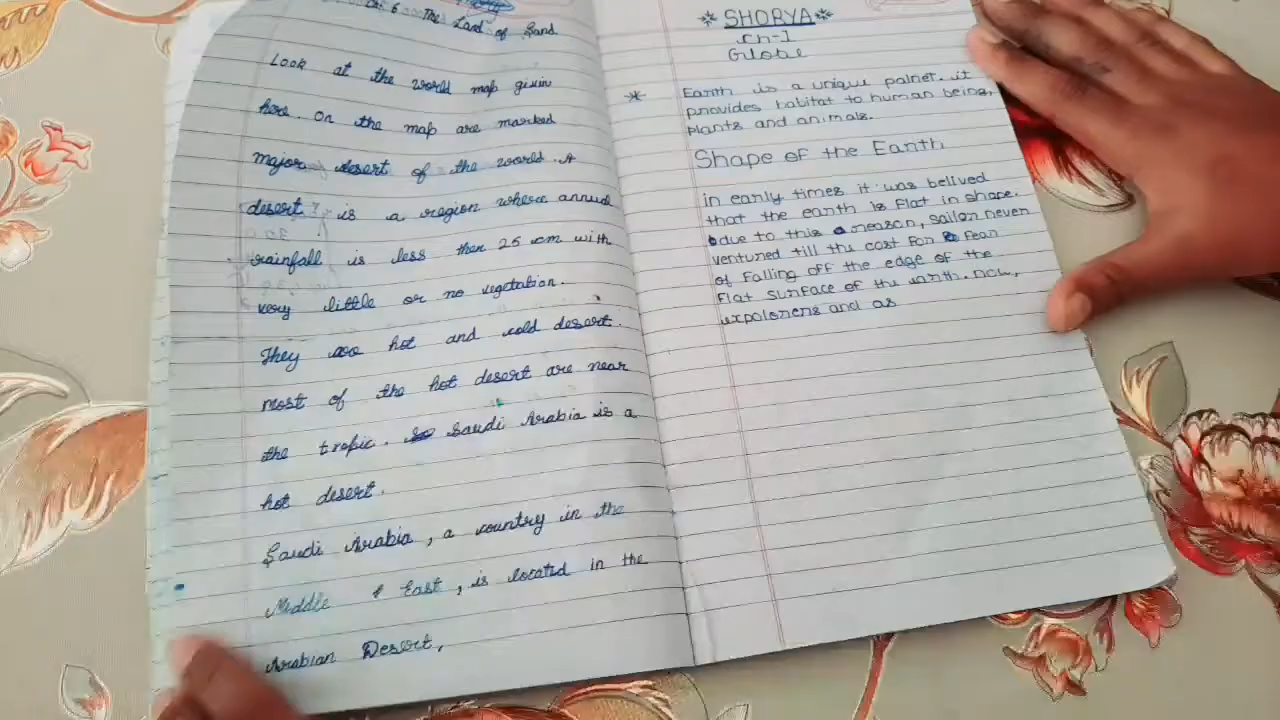 Ch 6 The Land of Sand.
Look at the world map givin
here. On the map are marked
major desert of the world. A
desert is a region where annual
rainfall is less then 25 cm with
very little or no vegetation.
They are hot and cold desert.
most of the hot desert are near
the tropic. Saudi Arabia is a
hot desert.
Saudi Arabia, a country in the
Middle East, is located in the
Arabian Desert,
* SHORYA *
Ch-1
Globe
* Earth is a unique palnet. it
provides habitat to human being,
plants and animals.
Shape of the Earth
in early times it was belived
that the earth is flat in shape.
due to this a reason, sailor never
ventured till the cost for fear
of falling off the edge of the
flat surface of the earth. now,
expolorers and as